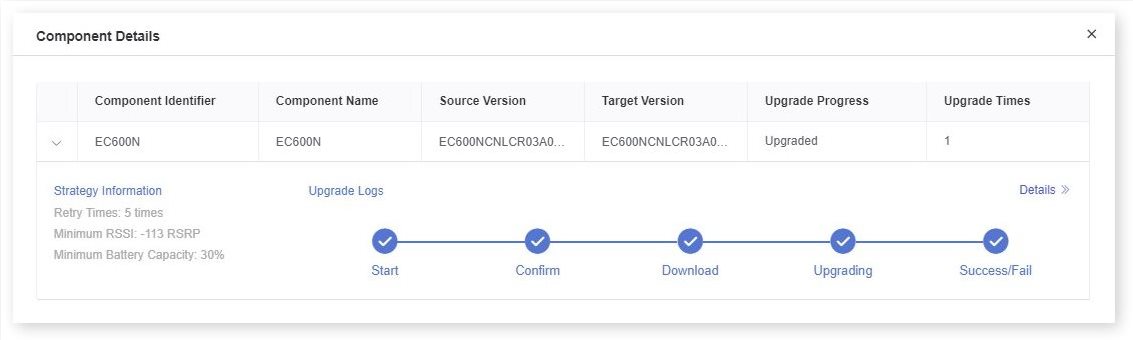 Component Details
Component Identifier Component Name Source Version Target Version Upgrade Progress Upgrade Times
EC600N EC600N EC600NCNLCR03A0... EC600NCNLCR03A0... Upgraded 1
Strategy Information Upgrade Logs Details
Retry Times: 5 times
Minimum RSSI: -113 RSRP
Minimum Battery Capacity: 30%
Start Confirm Download Upgrading Success/Fail